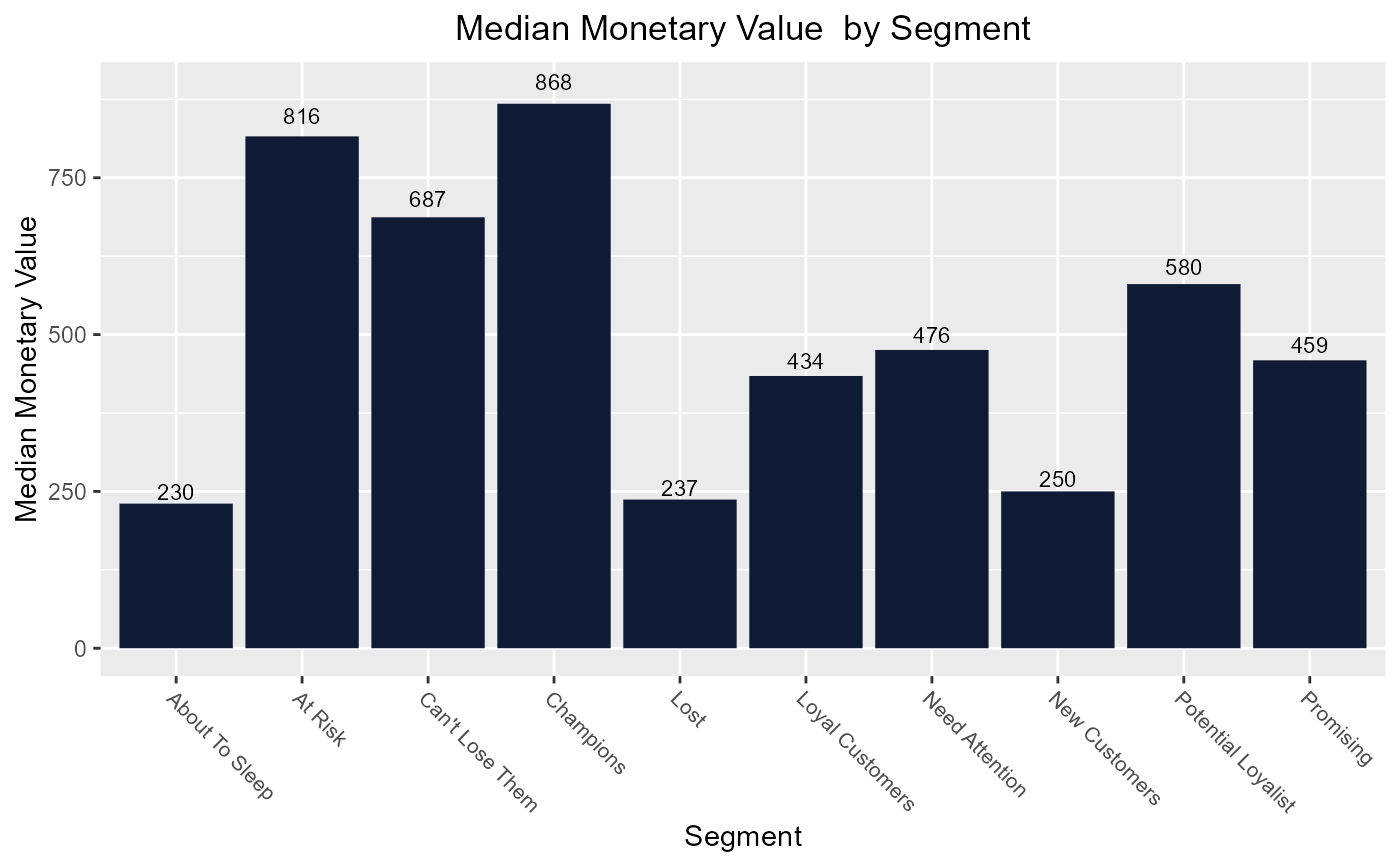 Median Monetary Value  by Segment
868
816
750
687
580
500
476
459
434
250
250
237
230
0
Median Monetary Value
About To Sleep
At Risk
Can't Lose Them
Champions
Lost
Loyal Customers
Need Attention
New Customers
Potential Loyalist
Promising
Segment